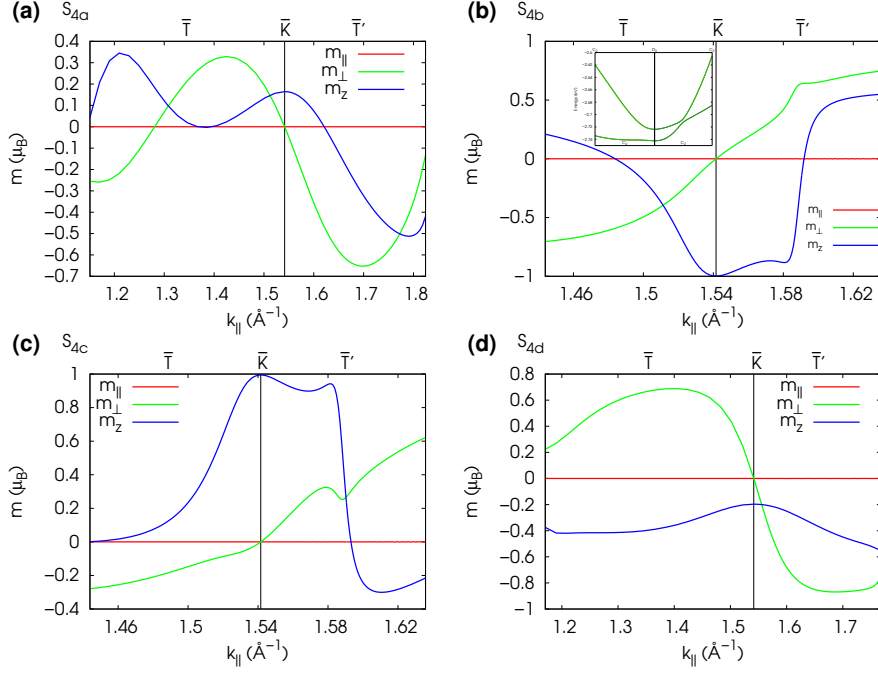 (a) S4a T̅ K̅ T̅′
m∥
m⊥
mz
0.4
0.3
0.2
0.1
0
−0.1
−0.2
−0.3
−0.4
−0.5
−0.6
−0.7
m (μB)
1.2 1.3 1.4 1.5 1.6 1.7 1.8
k∥ (Å−1)
(b) S4b T̅ K̅ T̅′
1
0.5
0
−0.5
−1
m (μB)
m∥
m⊥
mz
1.46 1.5 1.54 1.58 1.62
k∥ (Å−1)
(c) S4c T̅ K̅ T̅′
m∥
m⊥
mz
1
0.8
0.6
0.4
0.2
0
−0.2
−0.4
m (μB)
1.46 1.5 1.54 1.58 1.62
k∥ (Å−1)
(d) S4d T̅ K̅ T̅′
m∥
m⊥
mz
0.8
0.6
0.4
0.2
0
−0.2
−0.4
−0.6
−0.8
−1
m (μB)
1.2 1.3 1.4 1.5 1.6 1.7
k∥ (Å−1)